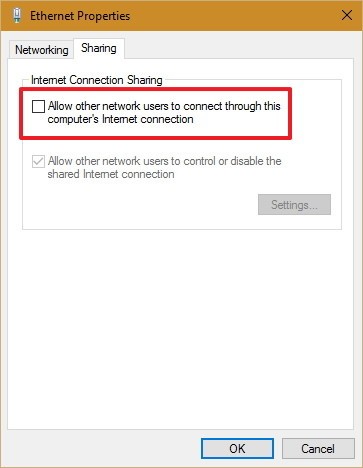 Ethernet Properties
Networking Sharing
Internet Connection Sharing
Allow other network users to connect through this
computer's Internet connection
Allow other network users to control or disable the
shared Internet connection
Settings...
OK Cancel